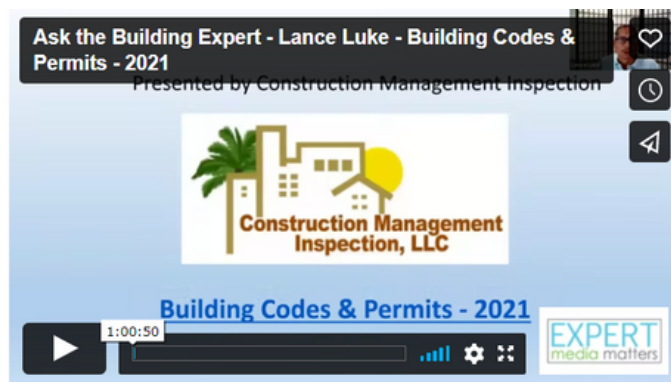 Ask the Building Expert - Lance Luke - Building Codes &
Permits - 2021
Presented by Construction Management Inspection
Construction Management
Inspection, LLC
Building Codes & Permits - 2021
1:00:50
EXPERT
media matters